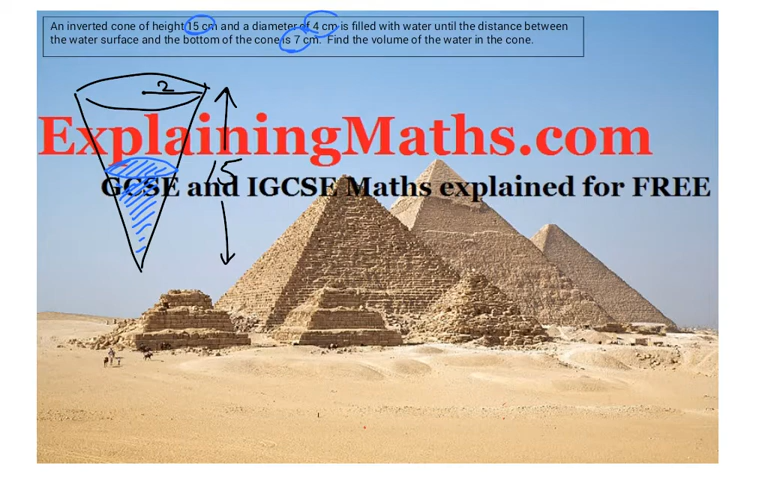 An inverted cone of height 15 cm and a diameter of 4 cm is filled with water until the distance between
the water surface and the bottom of the cone is 7 cm. Find the volume of the water in the cone.
2
ExplainingMaths.com
15
GCSE and IGCSE Maths explained for FREE